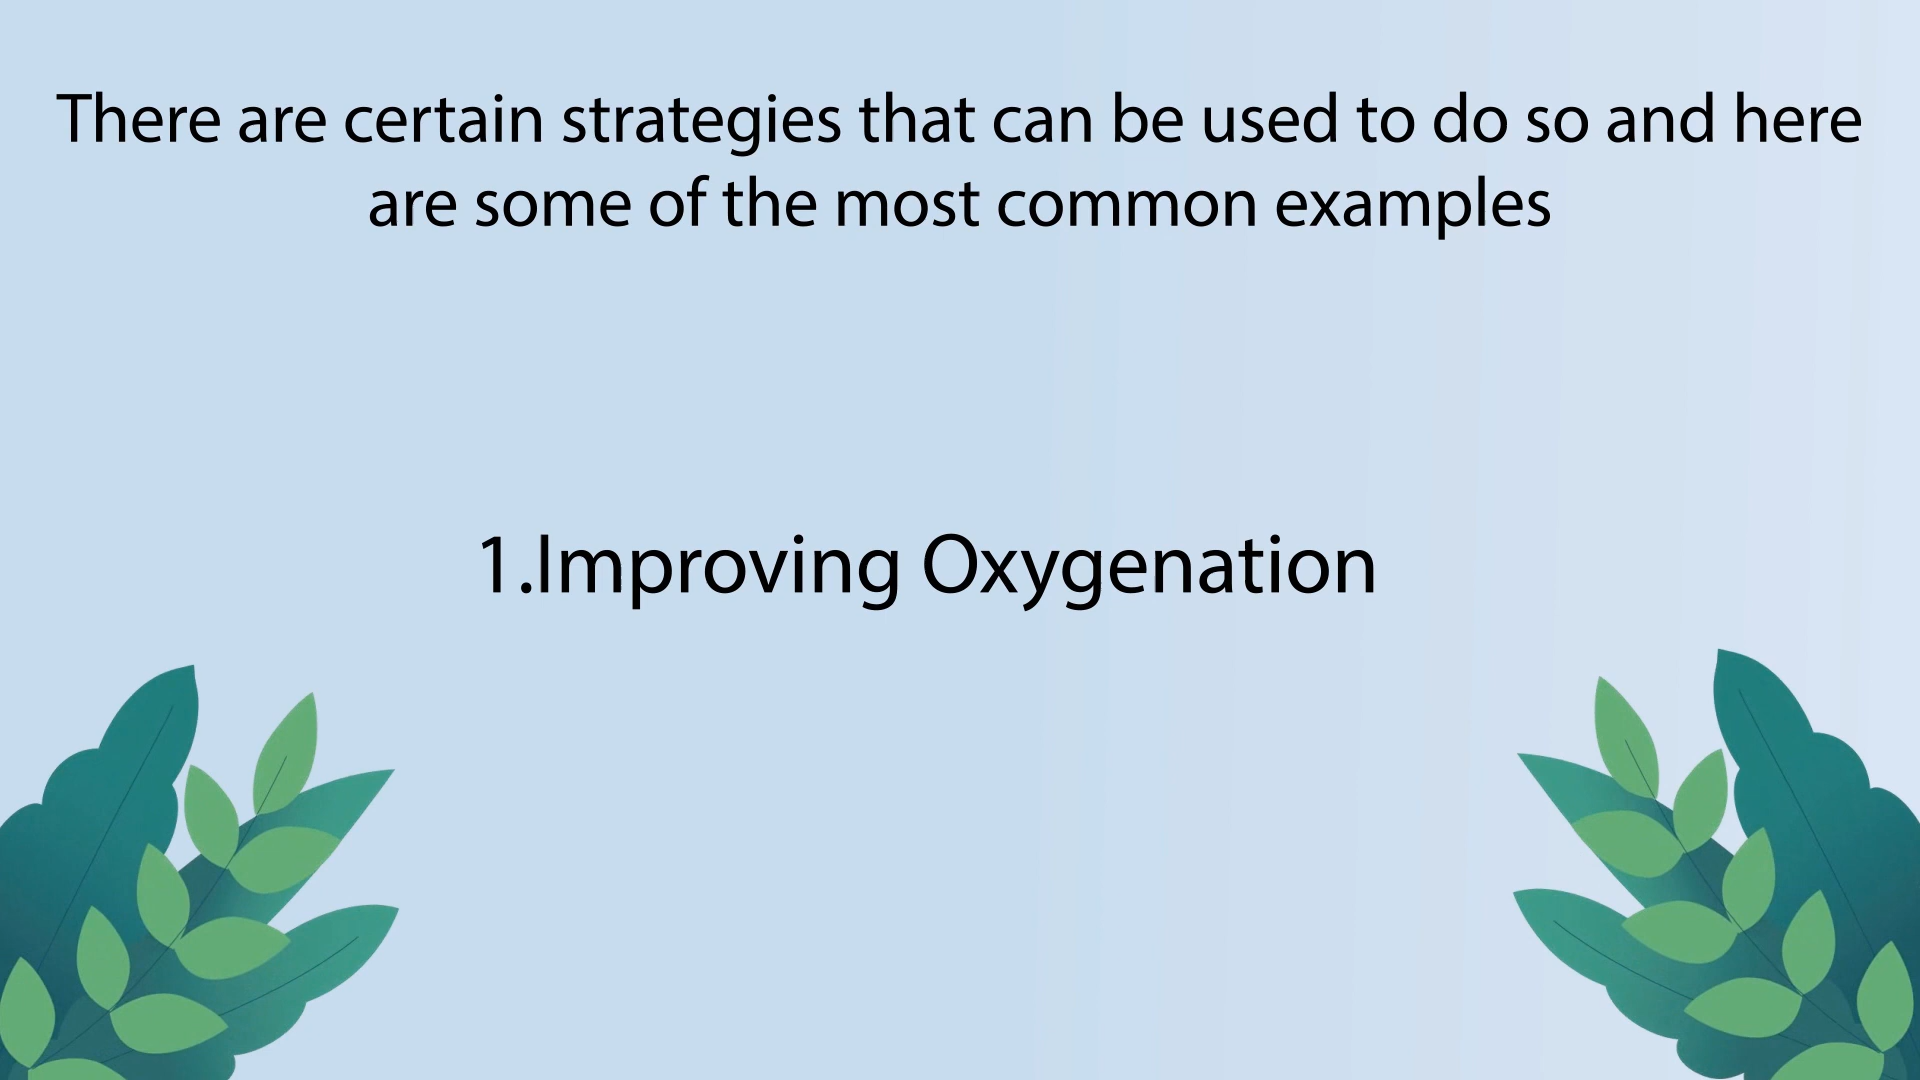 There are certain strategies that can be used to do so and here
are some of the most common examples
1.Improving Oxygenation